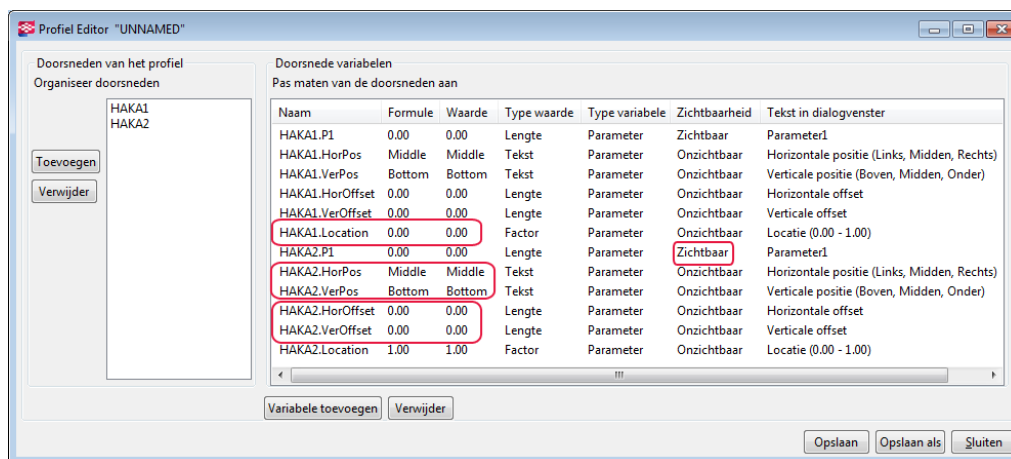 Profiel Editor "UNNAMED"
Doorsneden van het profiel
Organiseer doorsneden
HAKA1
HAKA2
Toevoegen
Verwijder
Doorsnede variabelen
Pas maten van de doorsneden aan
Naam Formule Waarde Type waarde Type variabele Zichtbaarheid Tekst in dialogvenster
HAKA1.P1 0.00 0.00 Lengte Parameter Zichtbaar Parameter1
HAKA1.HorPos Middle Middle Tekst Parameter Onzichtbaar Horizontale positie (Links, Midden, Rechts)
HAKA1.VerPos Bottom Bottom Tekst Parameter Onzichtbaar Verticale positie (Boven, Midden, Onder)
HAKA1.HorOffset 0.00 0.00 Lengte Parameter Onzichtbaar Horizontale offset
HAKA1.VerOffset 0.00 0.00 Lengte Parameter Onzichtbaar Verticale offset
HAKA1.Location 0.00 0.00 Factor Parameter Onzichtbaar Locatie (0.00 - 1.00)
HAKA2.P1 0.00 0.00 Lengte Parameter Zichtbaar Parameter1
HAKA2.HorPos Middle Middle Tekst Parameter Onzichtbaar Horizontale positie (Links, Midden, Rechts)
HAKA2.VerPos Bottom Bottom Tekst Parameter Onzichtbaar Verticale positie (Boven, Midden, Onder)
HAKA2.HorOffset 0.00 0.00 Lengte Parameter Onzichtbaar Horizontale offset
HAKA2.VerOffset 0.00 0.00 Lengte Parameter Onzichtbaar Verticale offset
HAKA2.Location 1.00 1.00 Factor Parameter Onzichtbaar Locatie (0.00 - 1.00)
Variabele toevoegen Verwijder
Opslaan Opslaan als Sluiten